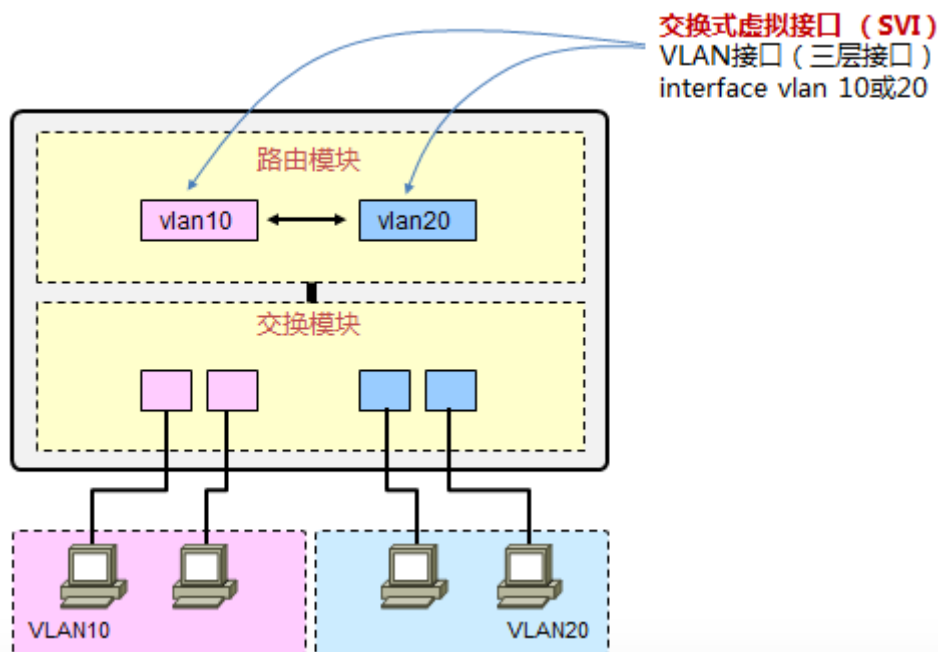 交换式虚拟接口 （SVI）
VLAN接口（三层接口）
interface vlan 10或20
路由模块
vlan10
vlan20
交换模块
VLAN10
VLAN20